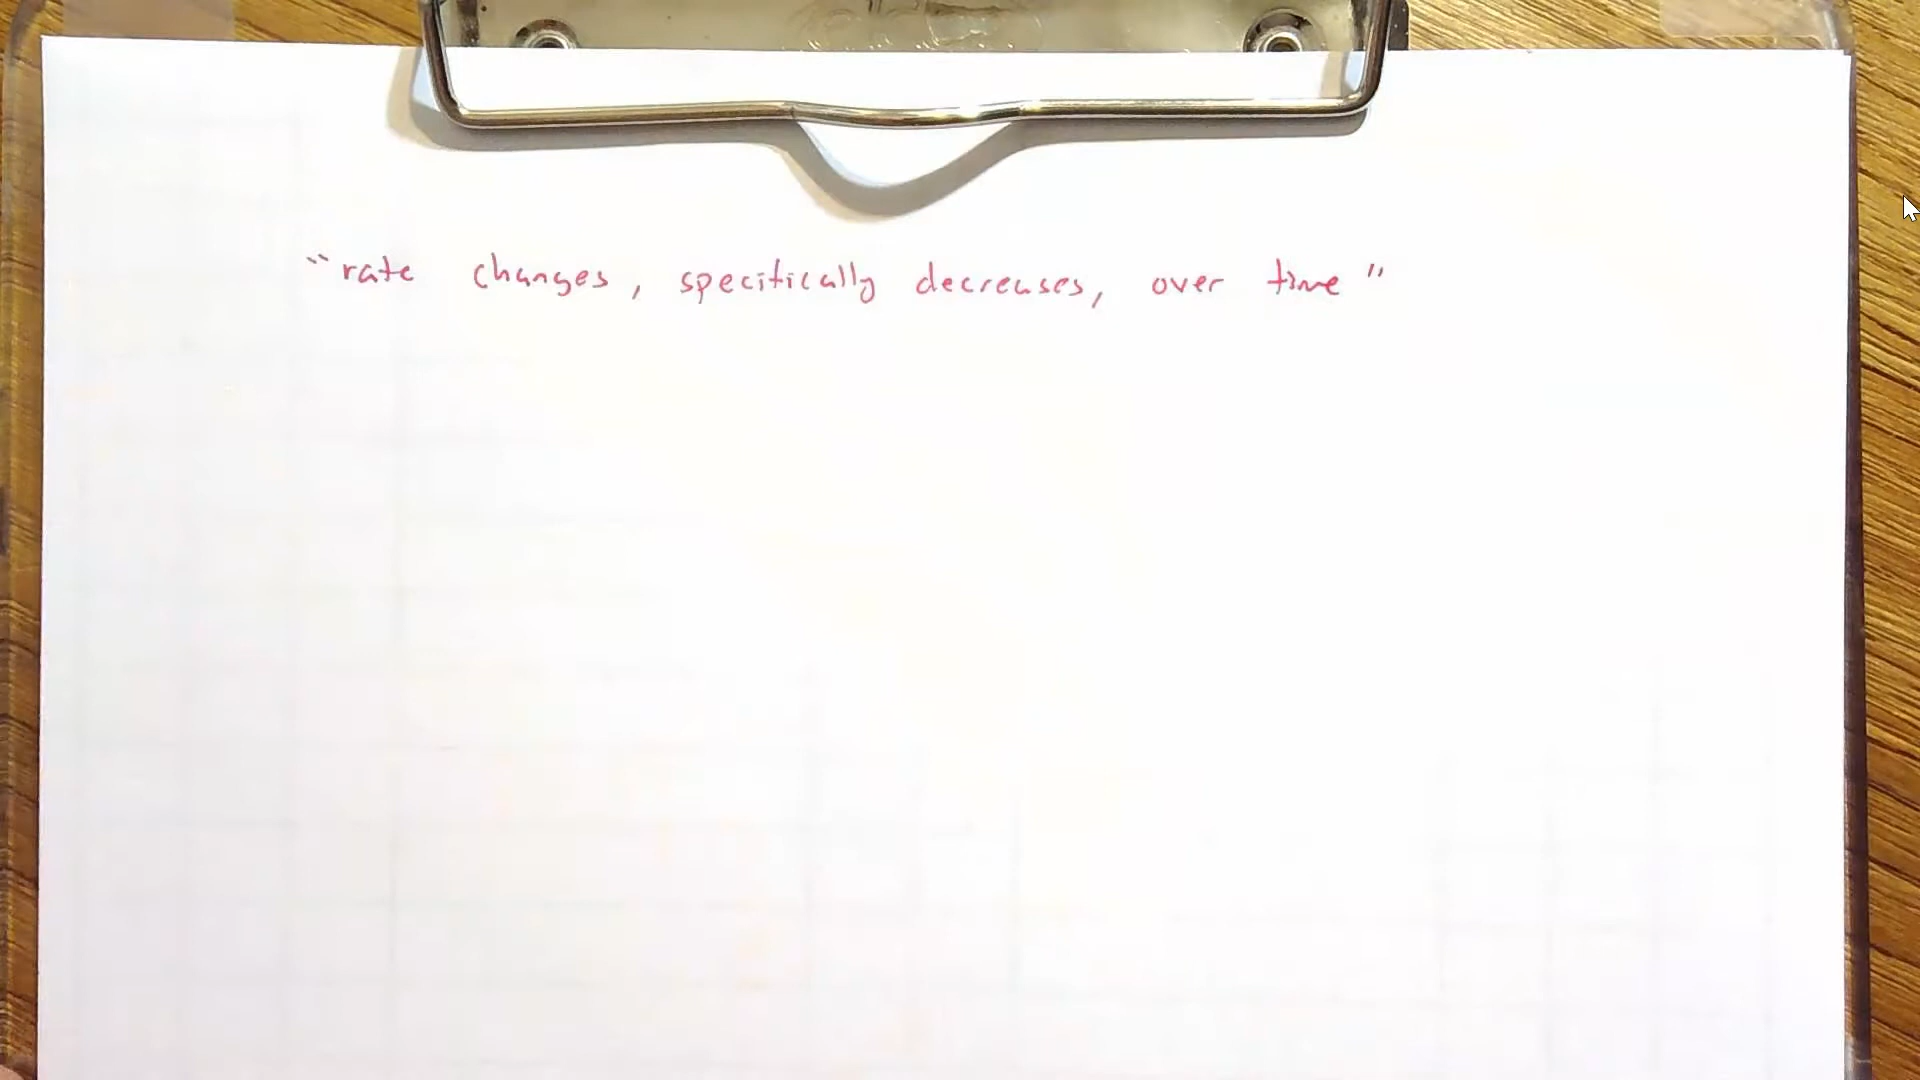 “rate changes, specifically decreases, over time”